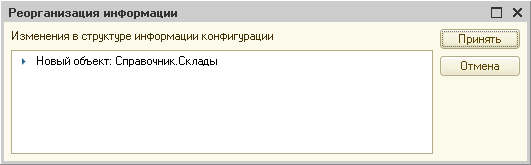 Реорганизация информации
Изменения в структуре информации конфигурации
Принять
Новый объект: Справочник.Склады
Отмена